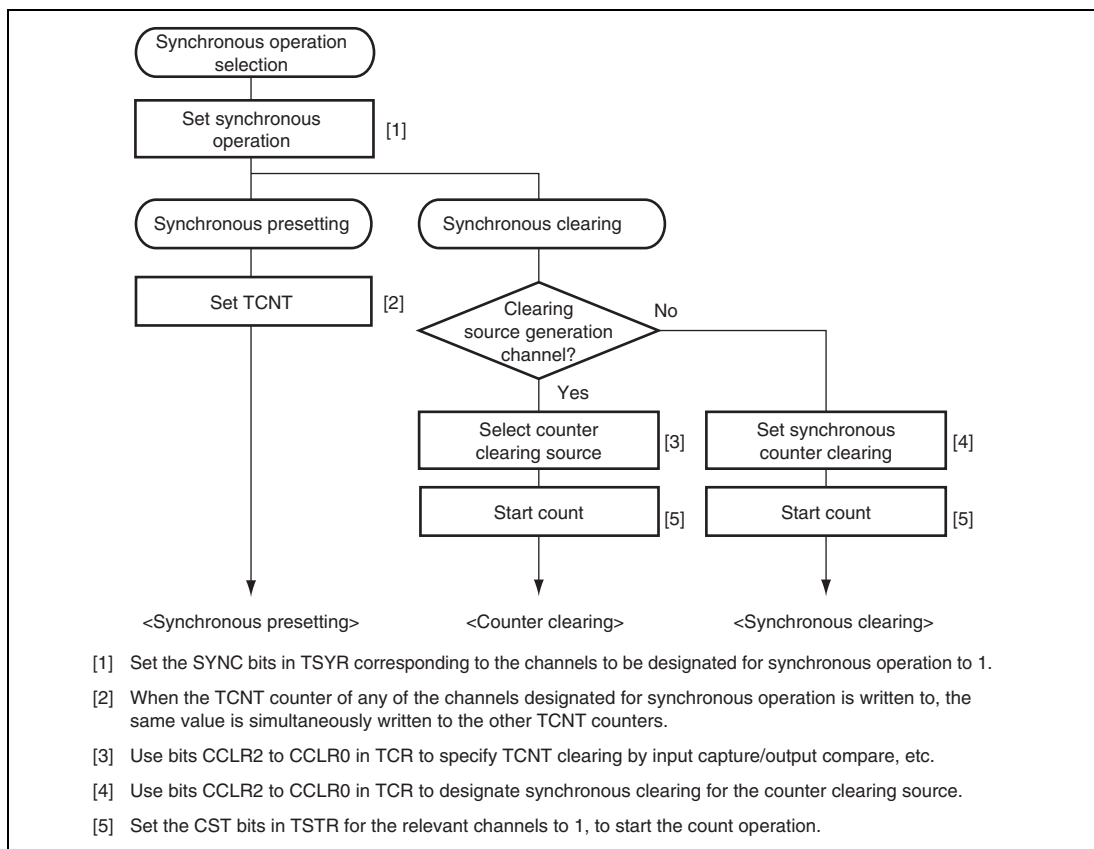 Synchronous operation
selection
Set synchronous
operation
[1]
Synchronous presetting
Synchronous clearing
Set TCNT
[2]
Clearing
source generation
channel?
No
Yes
Select counter
clearing source
[3]
Set synchronous
counter clearing
[4]
Start count
[5]
Start count
[5]
<Synchronous presetting>
<Counter clearing>
<Synchronous clearing>
[1] Set the SYNC bits in TSYR corresponding to the channels to be designated for synchronous operation to 1.
[2] When the TCNT counter of any of the channels designated for synchronous operation is written to, the
same value is simultaneously written to the other TCNT counters.
[3] Use bits CCLR2 to CCLR0 in TCR to specify TCNT clearing by input capture/output compare, etc.
[4] Use bits CCLR2 to CCLR0 in TCR to designate synchronous clearing for the counter clearing source.
[5] Set the CST bits in TSTR for the relevant channels to 1, to start the count operation.